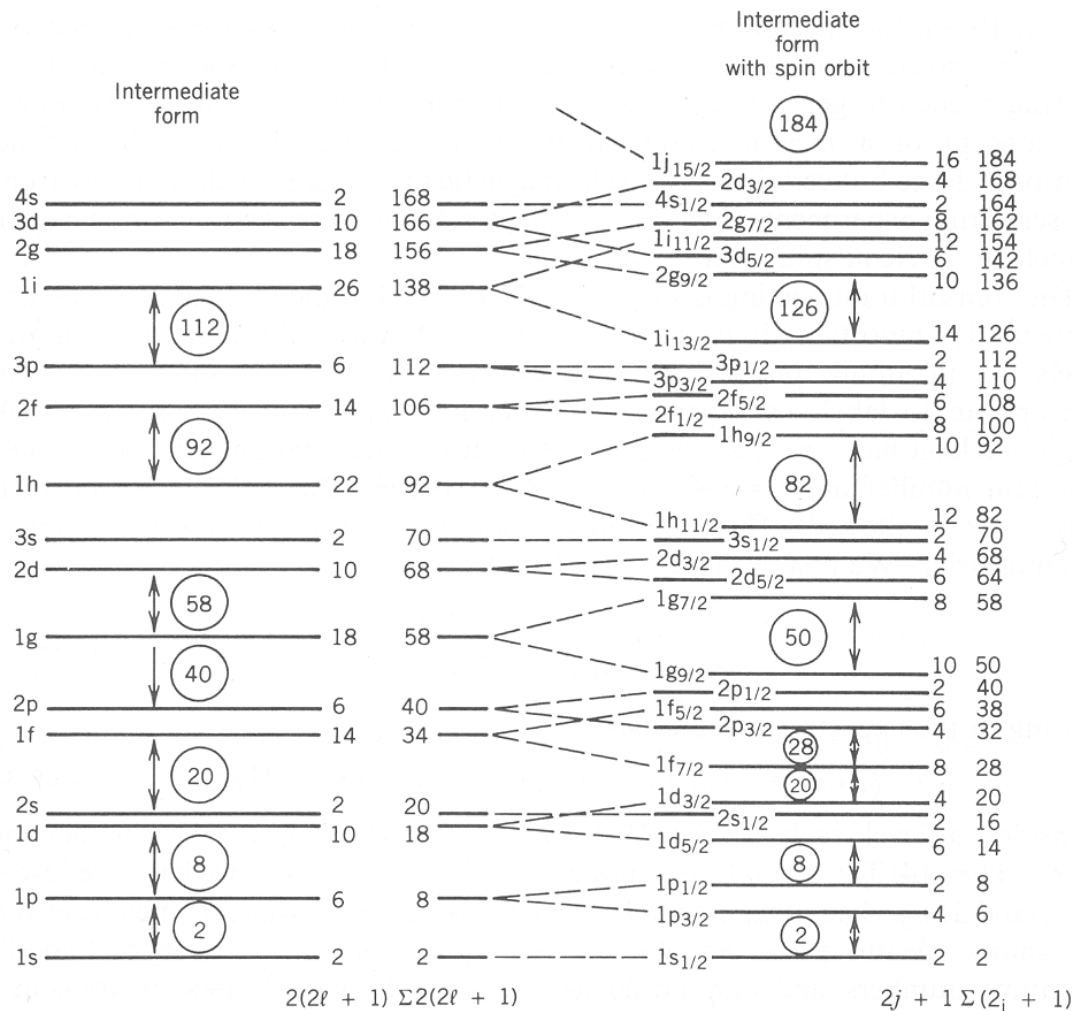 Intermediate
form
Intermediate
form
with spin orbit
184
1j15/2 16 184
4s 2 168 2d3/2 4 168
3d 10 166 4s1/2 2 164
2g 18 156 2g7/2 8 162
1i11/2 12 154
3d5/2 6 142
1i 26 138 2g9/2 10 136
112 126
1i13/2 14 126
3p 6 112 3p1/2 2 112
3p3/2 4 110
2f 14 106 2f5/2 6 108
2f1/2 8 100
92 1h9/2 10 92
1h 22 92 82
1h11/2 12 82
3s 2 70 3s1/2 2 70
2d 10 68 2d3/2 4 68
2d5/2 6 64
58 1g7/2 8 58
1g 18 58 50
40 1g9/2 10 50
2p 6 40 2p1/2 2 40
1f5/2 6 38
1f 14 34 2p3/2 4 32
28
20 1f7/2 8 28
20
2s 2 20 1d3/2 4 20
1d 10 18 2s1/2 2 16
1d5/2 6 14
8 8
1p 6 8 1p1/2 2 8
1p3/2 4 6
2 2
1s 2 2 1s1/2 2 2
2(2ℓ + 1) Σ2(2ℓ + 1) 2j + 1 Σ(2j + 1)